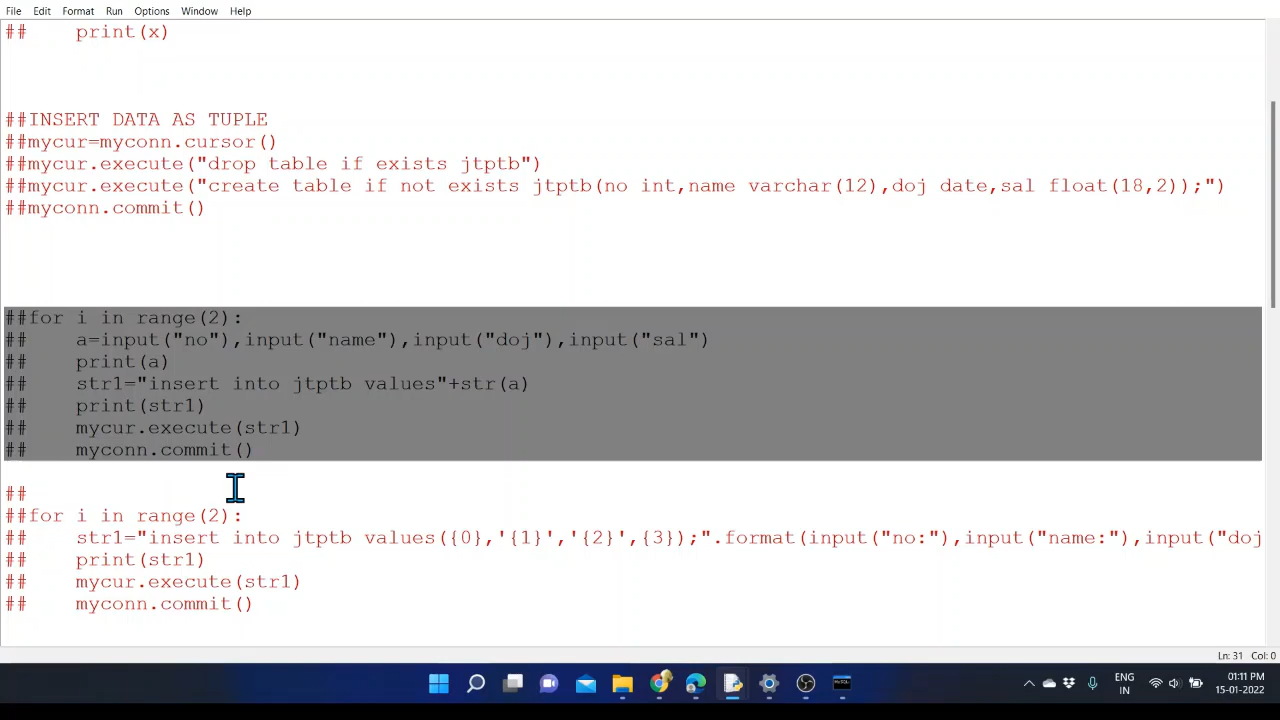 File Edit Format Run Options Window Help
##    print(x)
##INSERT DATA AS TUPLE
##mycur=myconn.cursor()
##mycur.execute("drop table if exists jtptb")
##mycur.execute("create table if not exists jtptb(no int,name varchar(12),doj date,sal float(18,2));")
##myconn.commit()
##for i in range(2):
##    a=input("no"),input("name"),input("doj"),input("sal")
##    print(a)
##    str1="insert into jtptb values"+str(a)
##    print(str1)
##    mycur.execute(str1)
##    myconn.commit()
##
##for i in range(2):
##    str1="insert into jtptb values({0},'{1}','{2}',{3});".format(input("no:"),input("name:"),input("doj
##    print(str1)
##    mycur.execute(str1)
##    myconn.commit()
Ln: 31 Col: 0
ENG IN
01:11 PM
15-01-2022